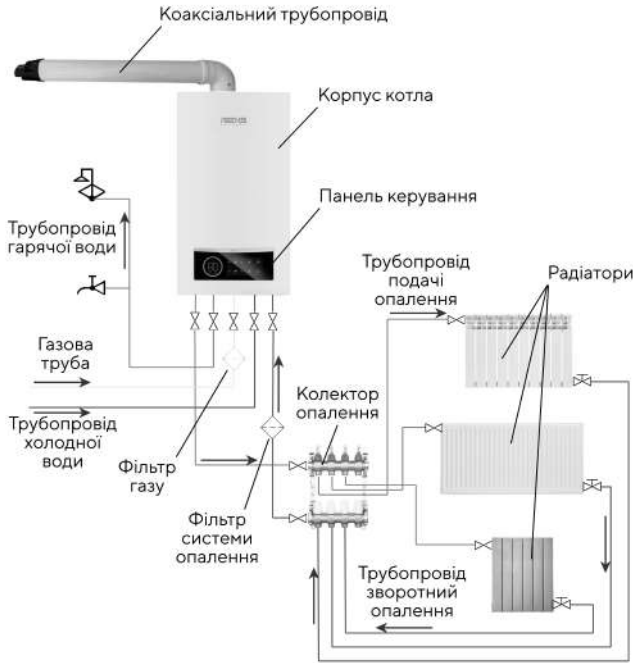 Коаксіальний трубопровід
Корпус котла
Панель керування
Трубопровід
гарячої води
Трубопровід
подачі
опалення
Радіатори
Газова
труба
Колектор
опалення
Трубопровід
холодної
води
Фільтр
газу
Фільтр
системи
опалення
Трубопровід
зворотний
опалення